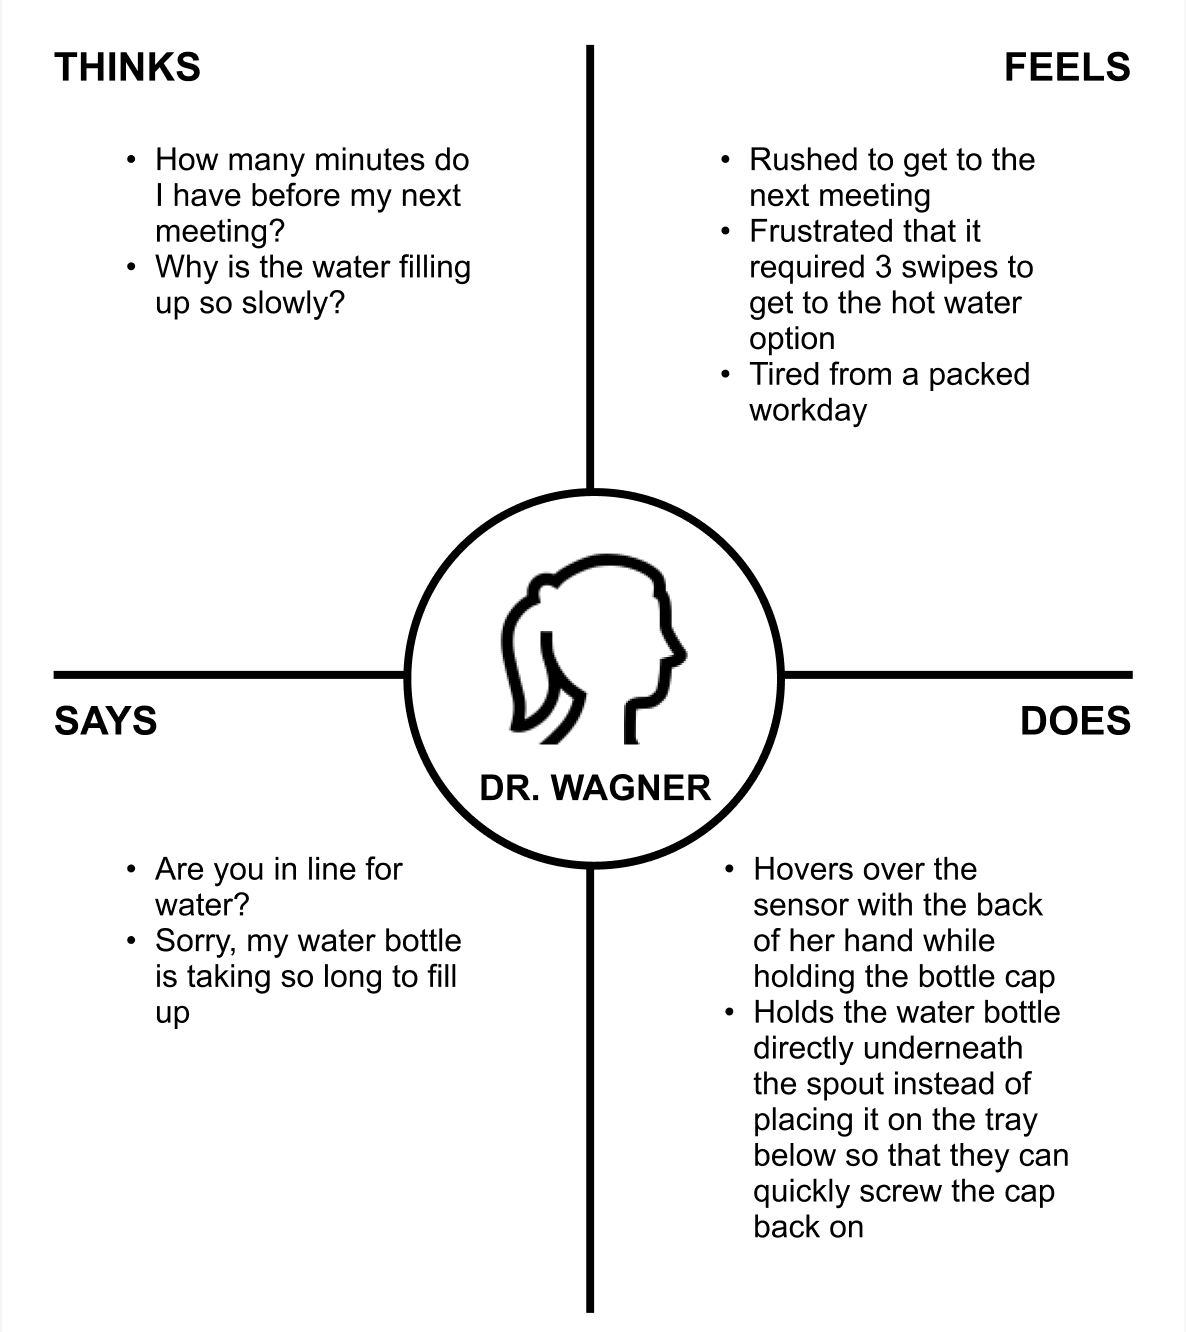 THINKS
• How many minutes do
I have before my next
meeting?
• Why is the water filling
up so slowly?
FEELS
• Rushed to get to the
next meeting
• Frustrated that it
required 3 swipes to
get to the hot water
option
• Tired from a packed
workday
DR. WAGNER
SAYS
• Are you in line for
water?
• Sorry, my water bottle
is taking so long to fill
up
DOES
• Hovers over the
sensor with the back
of her hand while
holding the bottle cap
• Holds the water bottle
directly underneath
the spout instead of
placing it on the tray
below so that they can
quickly screw the cap
back on